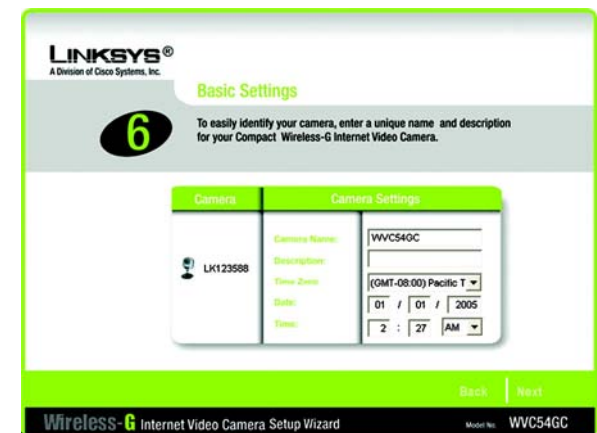 LINKSYS®
A Division of Cisco Systems, Inc.
Basic Settings
6
To easily identify your camera, enter a unique name and description
for your Compact Wireless-G Internet Video Camera.
Camera
Camera Settings
LK123588
Camera Name: WVC54GC
Description:
Time Zone: (GMT-08:00) Pacific T
Date: 01 / 01 / 2005
Time: 2 : 27 AM
Back Next
Wireless-G Internet Video Camera Setup Wizard
Model No: WVC54GC